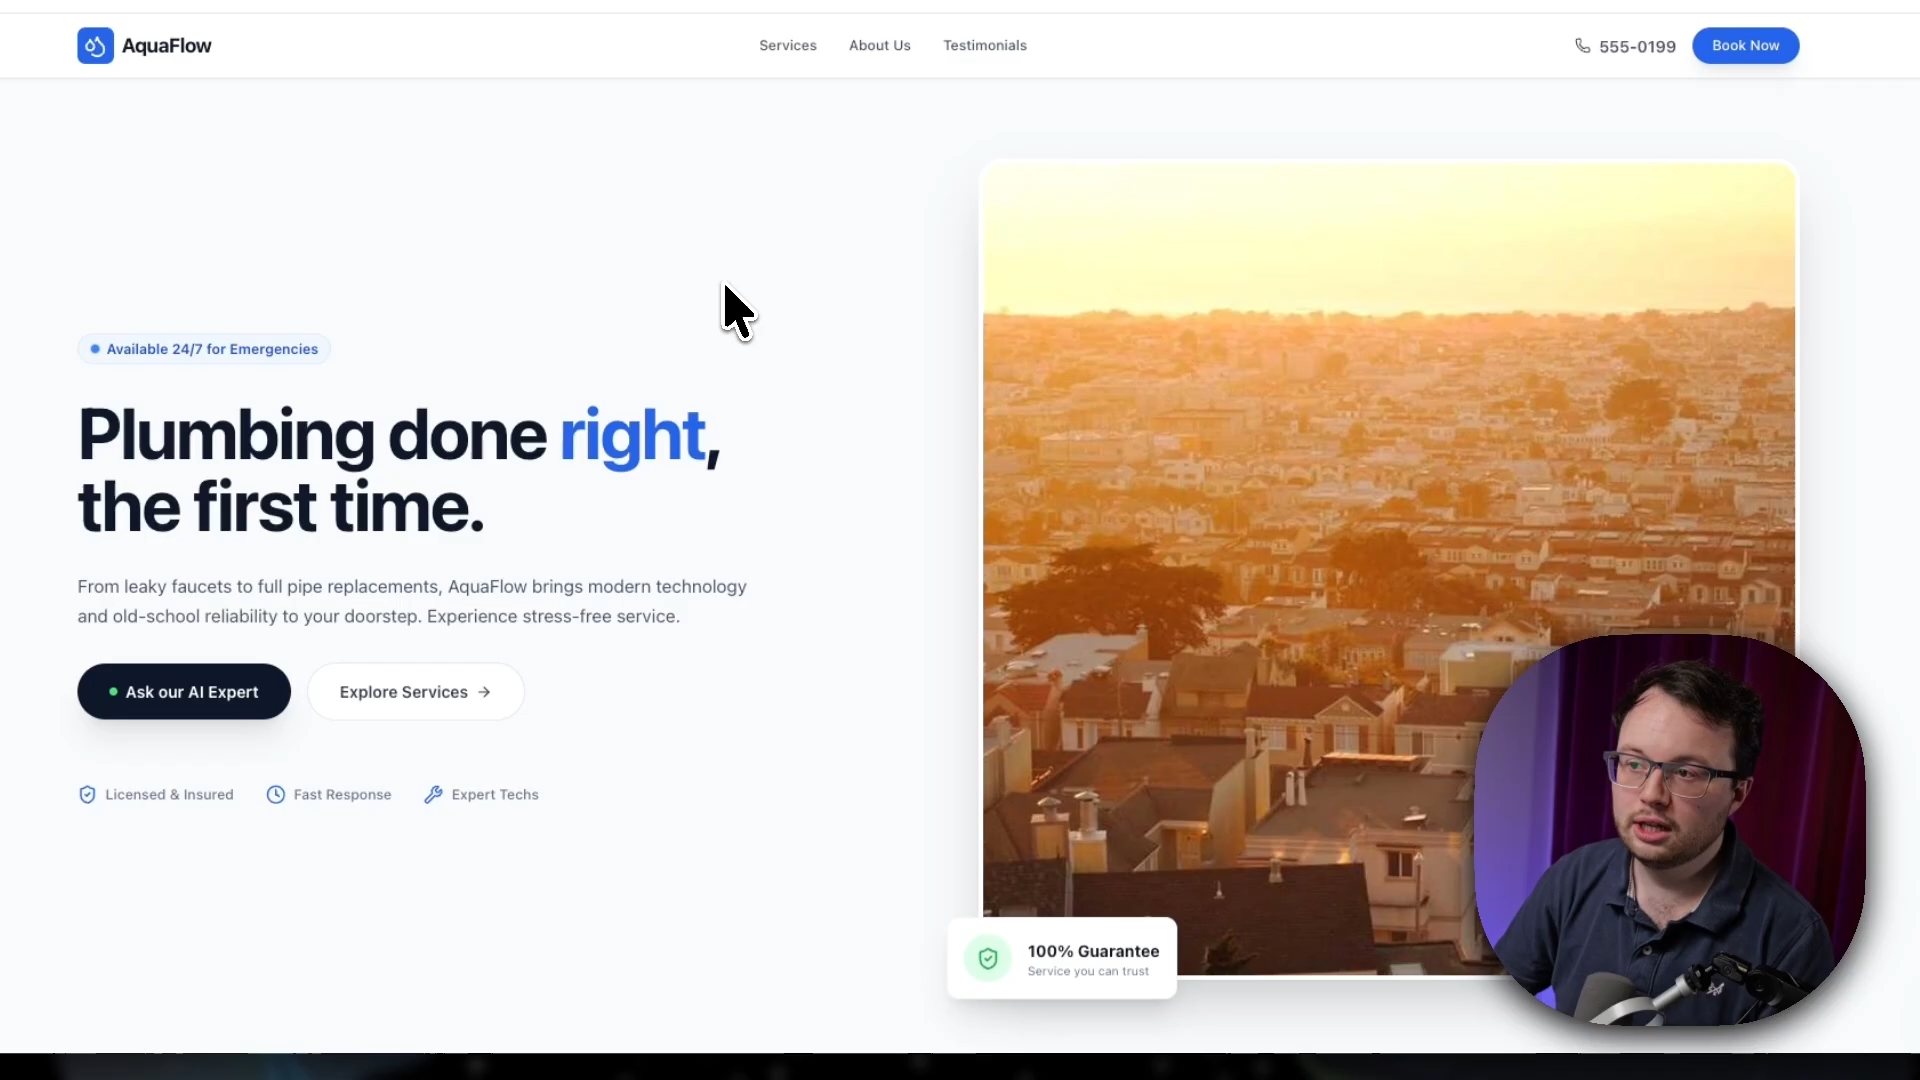 AquaFlow
Services
About Us
Testimonials
555-0199
Book Now
Available 24/7 for Emergencies
Plumbing done right,
the first time.
From leaky faucets to full pipe replacements, AquaFlow brings modern technology
and old-school reliability to your doorstep. Experience stress-free service.
Ask our AI Expert
Explore Services →
Licensed & Insured
Fast Response
Expert Techs
100% Guarantee
Service you can trust